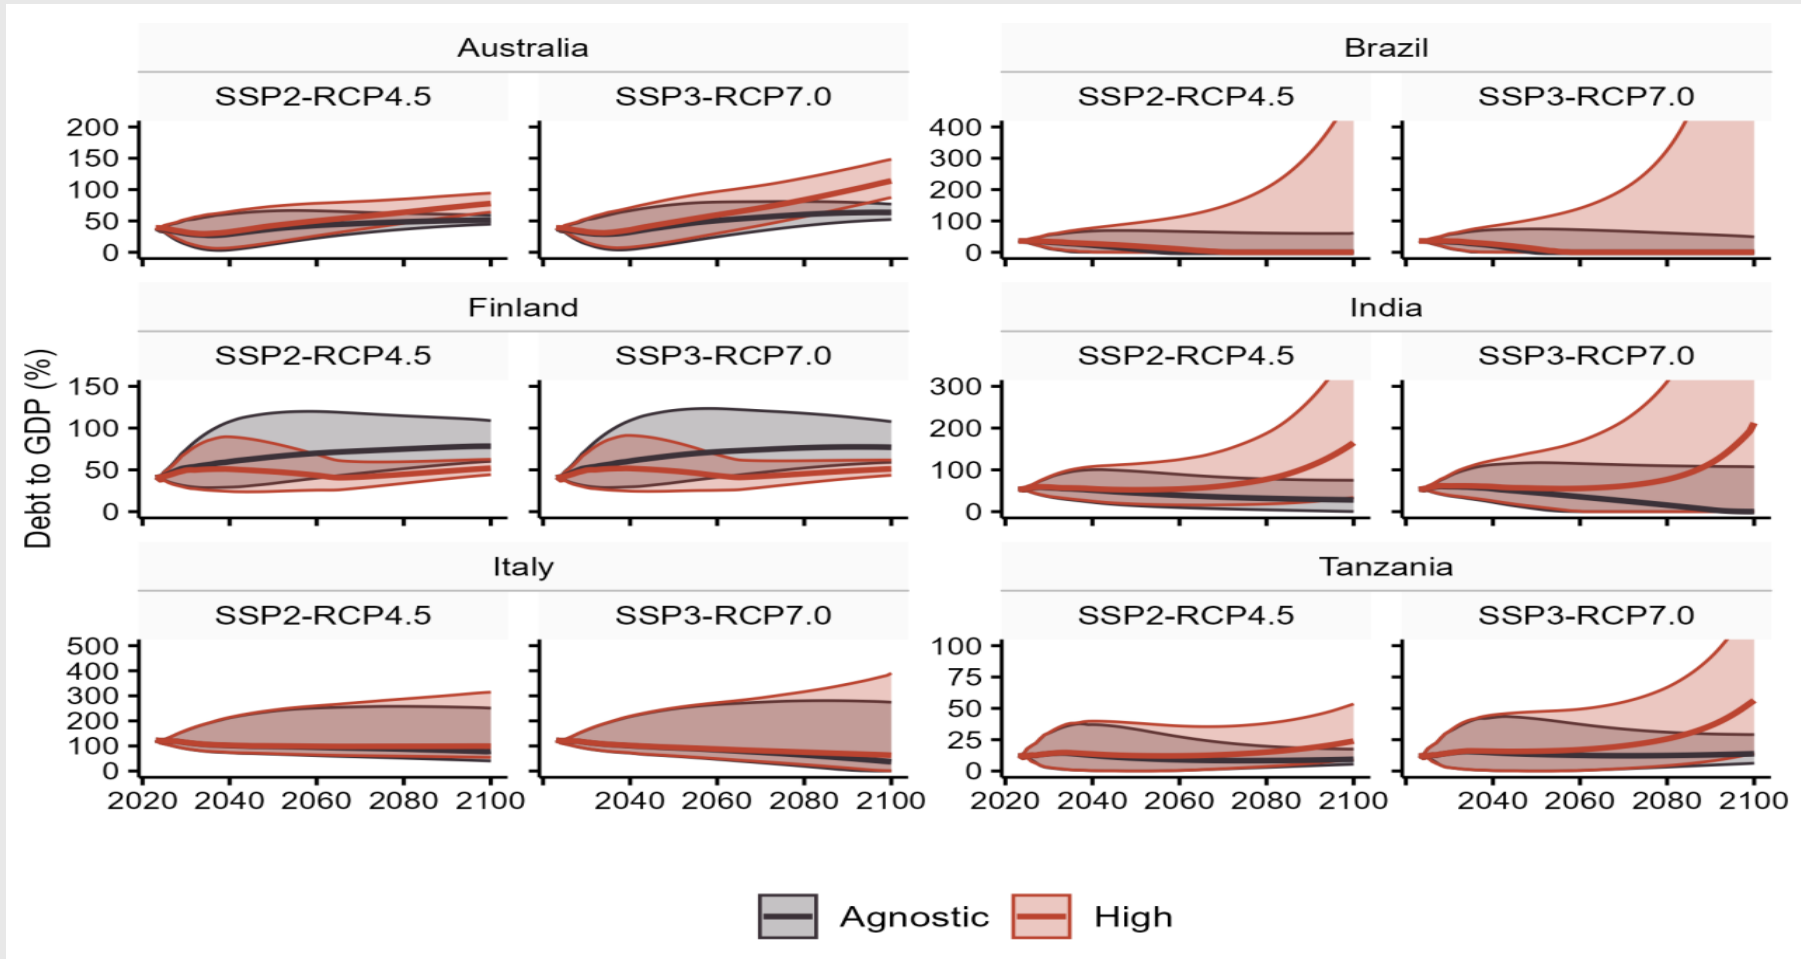 Australia
Brazil
SSP2-RCP4.5
SSP3-RCP7.0
SSP2-RCP4.5
SSP3-RCP7.0
200
150
100
50
0
400
300
200
100
0
Finland
India
SSP2-RCP4.5
SSP3-RCP7.0
SSP2-RCP4.5
SSP3-RCP7.0
Debt to GDP (%)
150
100
50
0
300
200
100
0
Italy
Tanzania
SSP2-RCP4.5
SSP3-RCP7.0
SSP2-RCP4.5
SSP3-RCP7.0
500
400
300
200
100
0
100
75
50
25
0
2020 2040 2060 2080 2100
2040 2060 2080 2100
2020 2040 2060 2080 2100
2040 2060 2080 2100
Agnostic
High